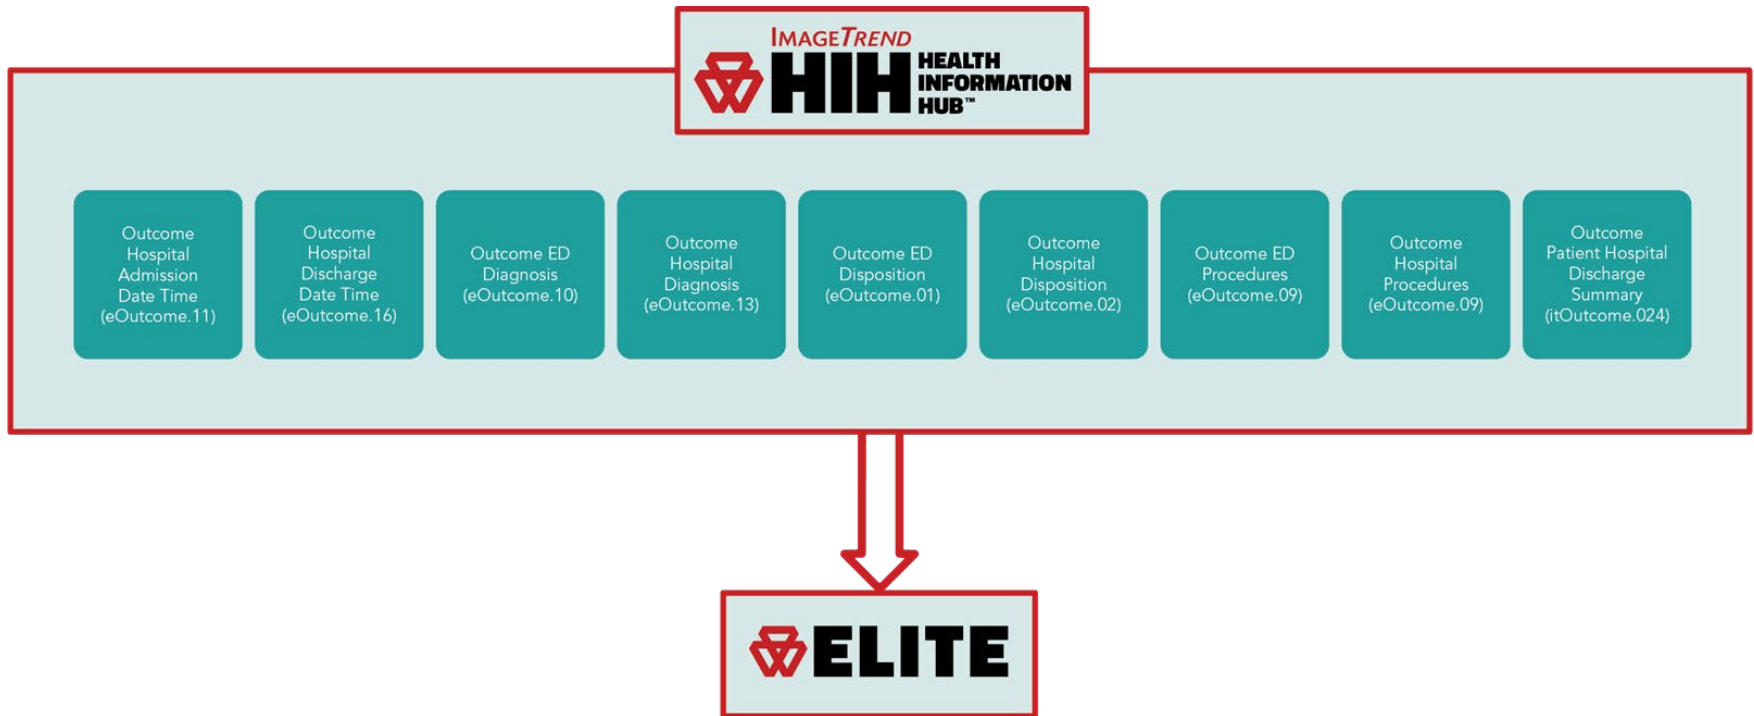 IMAGETREND
HIH HEALTH
INFORMATION
HUB™
Outcome
Hospital
Admission
Date Time
(eOutcome.11)
Outcome
Hospital
Discharge
Date Time
(eOutcome.16)
Outcome ED
Diagnosis
(eOutcome.10)
Outcome
Hospital
Diagnosis
(eOutcome.13)
Outcome ED
Disposition
(eOutcome.01)
Outcome
Hospital
Disposition
(eOutcome.02)
Outcome ED
Procedures
(eOutcome.09)
Outcome
Hospital
Procedures
(eOutcome.09)
Outcome
Patient Hospital
Discharge
Summary
(itOutcome.024)
ELITE